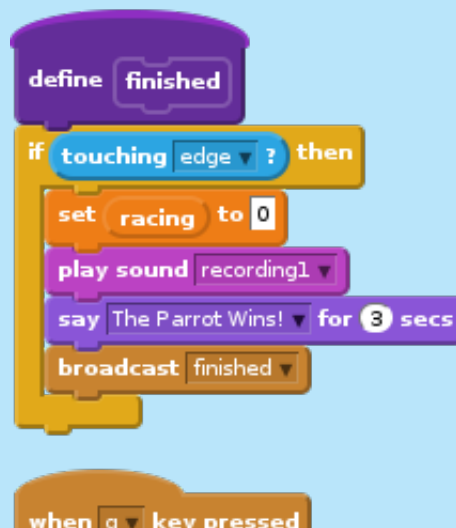 define finished
if touching edge ? then
set racing to 0
play sound recording1
say The Parrot Wins! for 3 secs
broadcast finished
when g key pressed